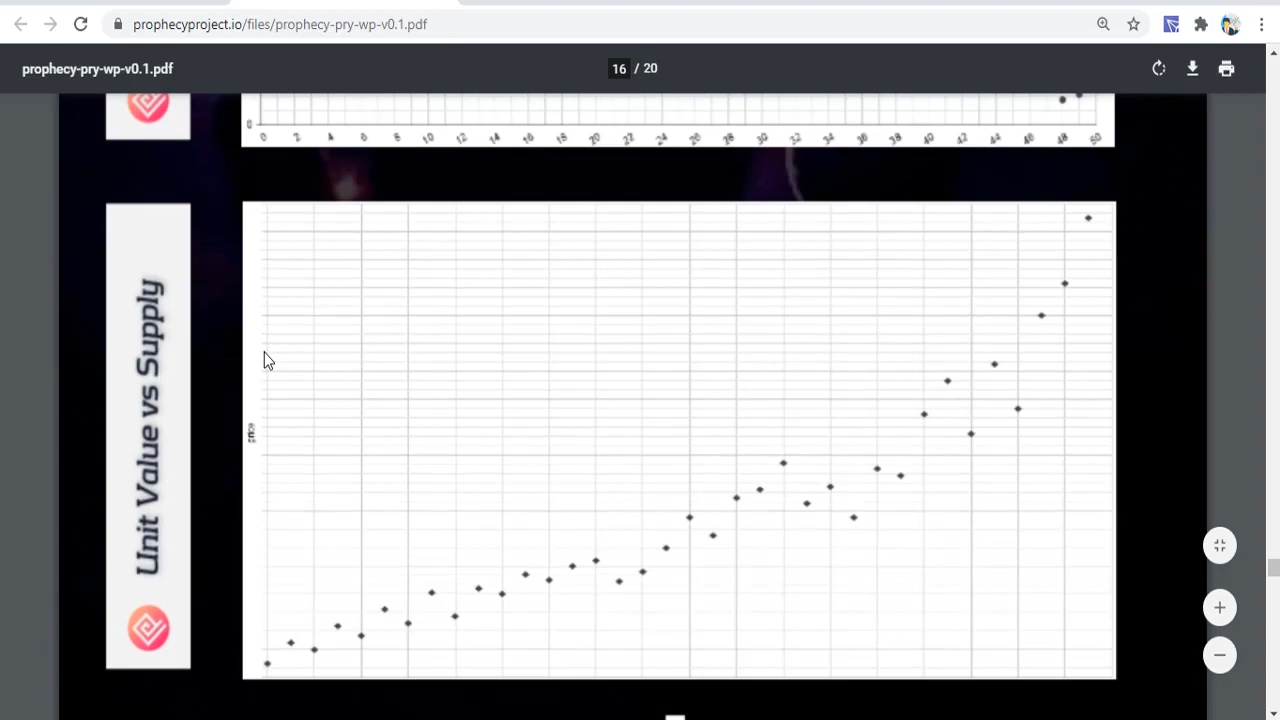 prophecyproject.io/files/prophecy-pry-wp-v0.1.pdf
prophecy-pry-wp-v0.1.pdf
16 / 20
0
0 2 4 6 8 10 12 14 16 18 20 22 24 26 28 30 32 34 36 38 40 42 44 46 50
Unit Value vs Supply